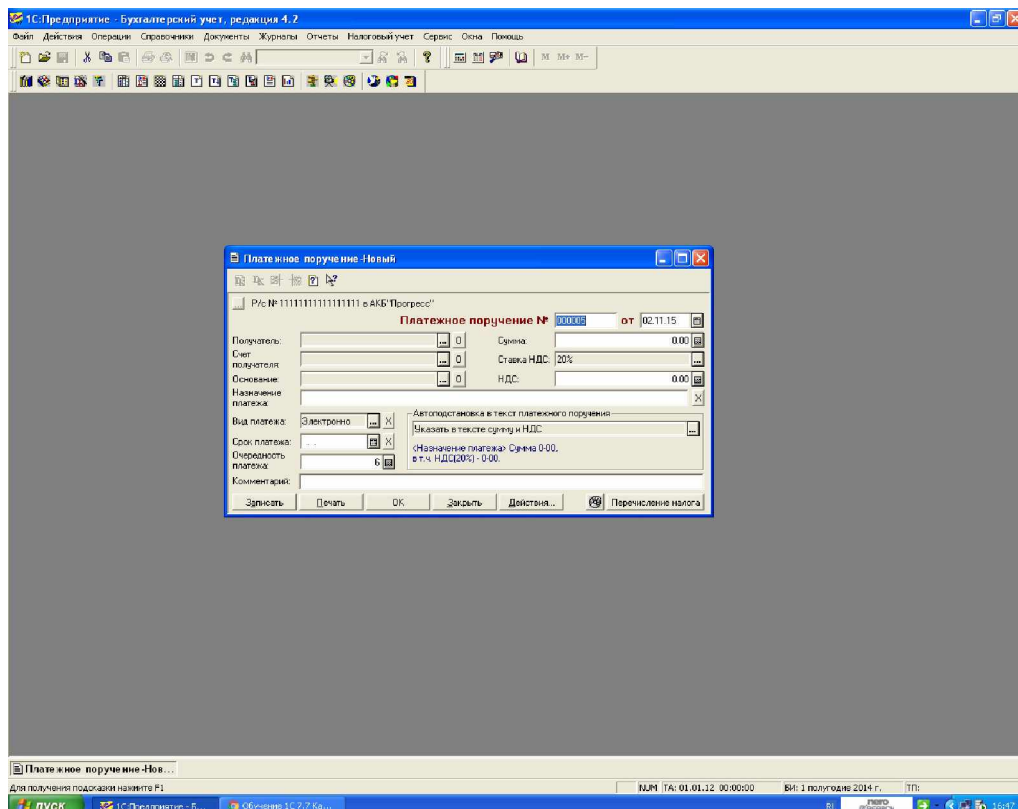 1С:Предприятие - Бухгалтерский учет, редакция 4.2
Файл Действия Операции Справочники Документы Журналы Отчеты Налоговый учет Сервис Окна Помощь
M M+ M-
Платежное поручение-Новый
Р/с № 11111111111111111 в АКБ"Прогресс"
Платежное поручение № 000005 от 02.11.15
Получатель: ... 0 Сумма: 0.00
Счет получателя: ... 0 Ставка НДС: 20% ...
Основание: ... 0 НДС: 0.00
Назначение платежа: X
Вид платежа: Электронно ... X
Автоподстановка в текст платежного поручения
Указать в тексте сумму и НДС ...
Срок платежа: . . X
<Назначение платежа> Сумма 0-00,
в т.ч. НДС(20%) - 0-00.
Очередность платежа: 6
Комментарий:
Записать Печать OK Закрыть Действия... Перечисление налога
Платежное поручение-Нов...
Для получения подсказки нажмите F1 NUM TA: 01.01.12 00:00:00 БИ: 1 полугодие 2014 г. ТП:
пуск 1С:Предприятие - Б... Обучение 1С 7.7 Ка... nero 16:47